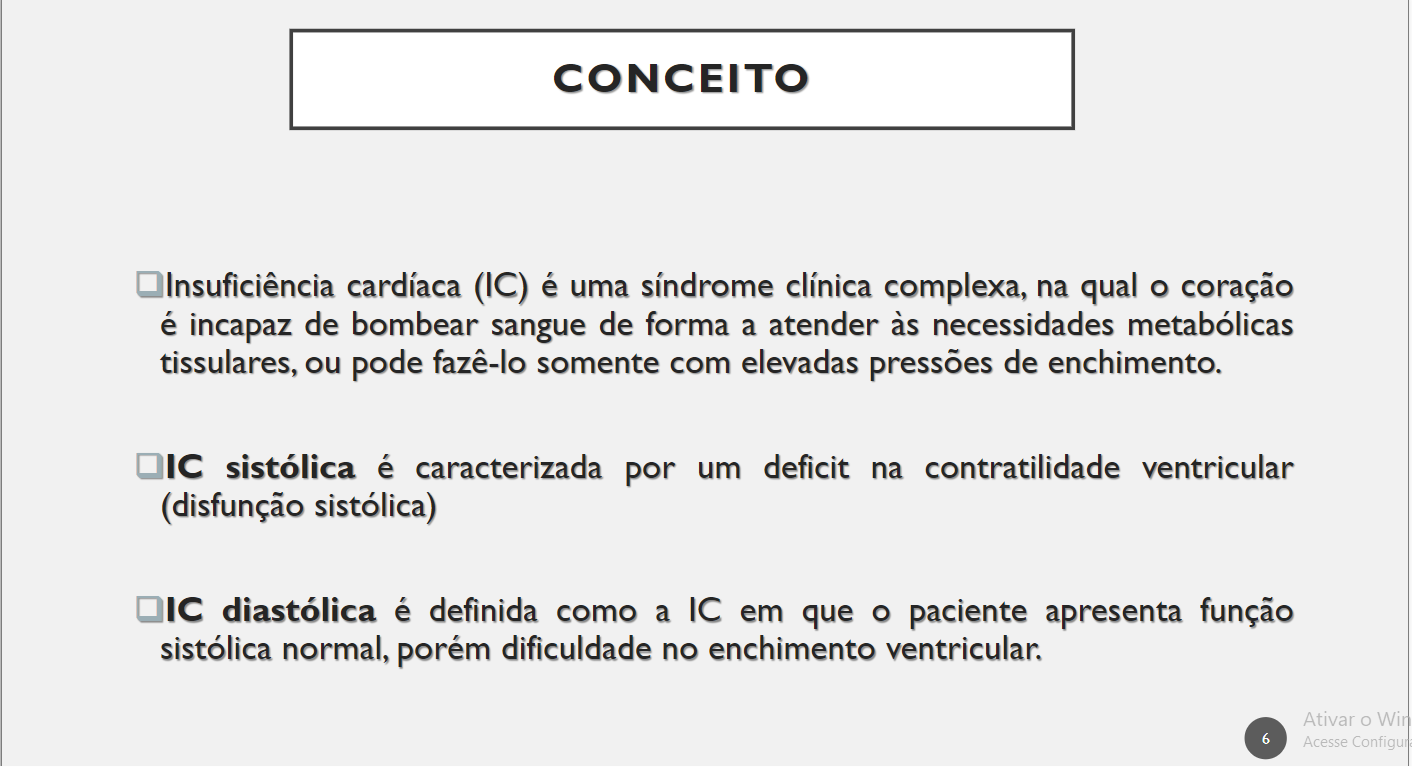 CONCEITO
Insuficiência cardíaca (IC) é uma síndrome clínica complexa, na qual o coração
é incapaz de bombear sangue de forma a atender às necessidades metabólicas
tissulares, ou pode fazê-lo somente com elevadas pressões de enchimento.
IC sistólica é caracterizada por um deficit na contratilidade ventricular
(disfunção sistólica)
IC diastólica é definida como a IC em que o paciente apresenta função
sistólica normal, porém dificuldade no enchimento ventricular.
6
Ativar o Win
Acesse Configura